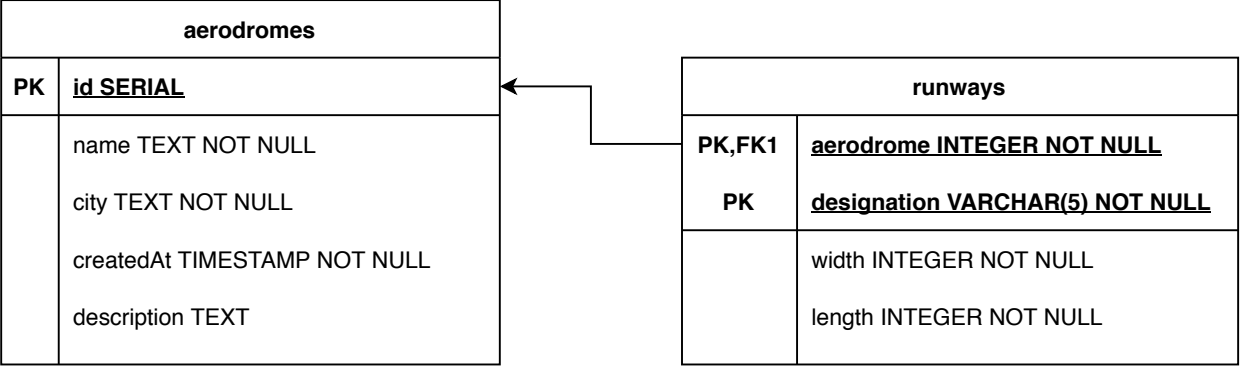 aerodromes
PK id SERIAL
name TEXT NOT NULL
city TEXT NOT NULL
createdAt TIMESTAMP NOT NULL
description TEXT
runways
PK,FK1 aerodrome INTEGER NOT NULL
PK designation VARCHAR(5) NOT NULL
width INTEGER NOT NULL
length INTEGER NOT NULL